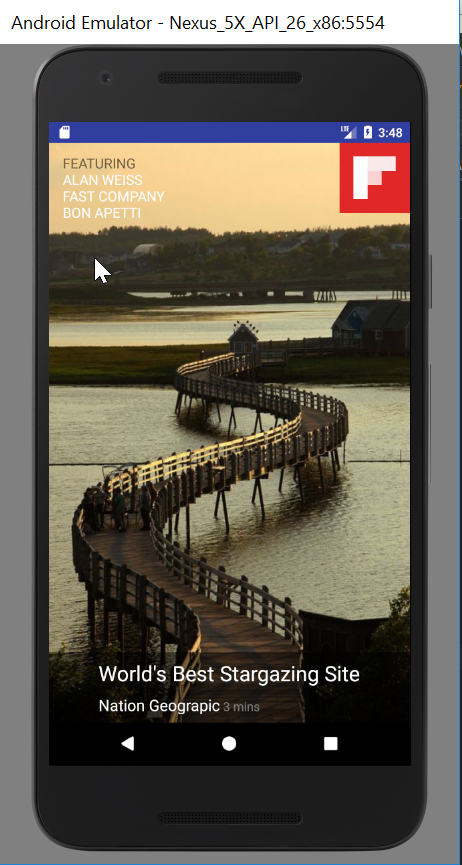 Android Emulator - Nexus_5X_API_26_x86:5554
LTE 3:48
FEATURING
ALAN WEISS
FAST COMPANY
BON APETTI
World's Best Stargazing Site
Nation Geograpic 3 mins